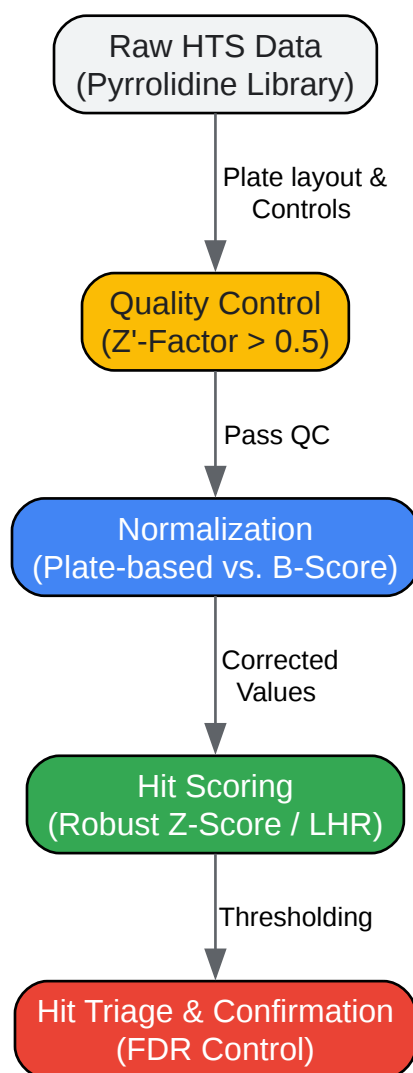 Raw HTS Data
(Pyrrolidine Library)
Plate layout &
Controls
Quality Control
(Z'-Factor > 0.5)
Pass QC
Normalization
(Plate-based vs. B-Score)
Corrected
Values
Hit Scoring
(Robust Z-Score / LHR)
Thresholding
Hit Triage & Confirmation
(FDR Control)